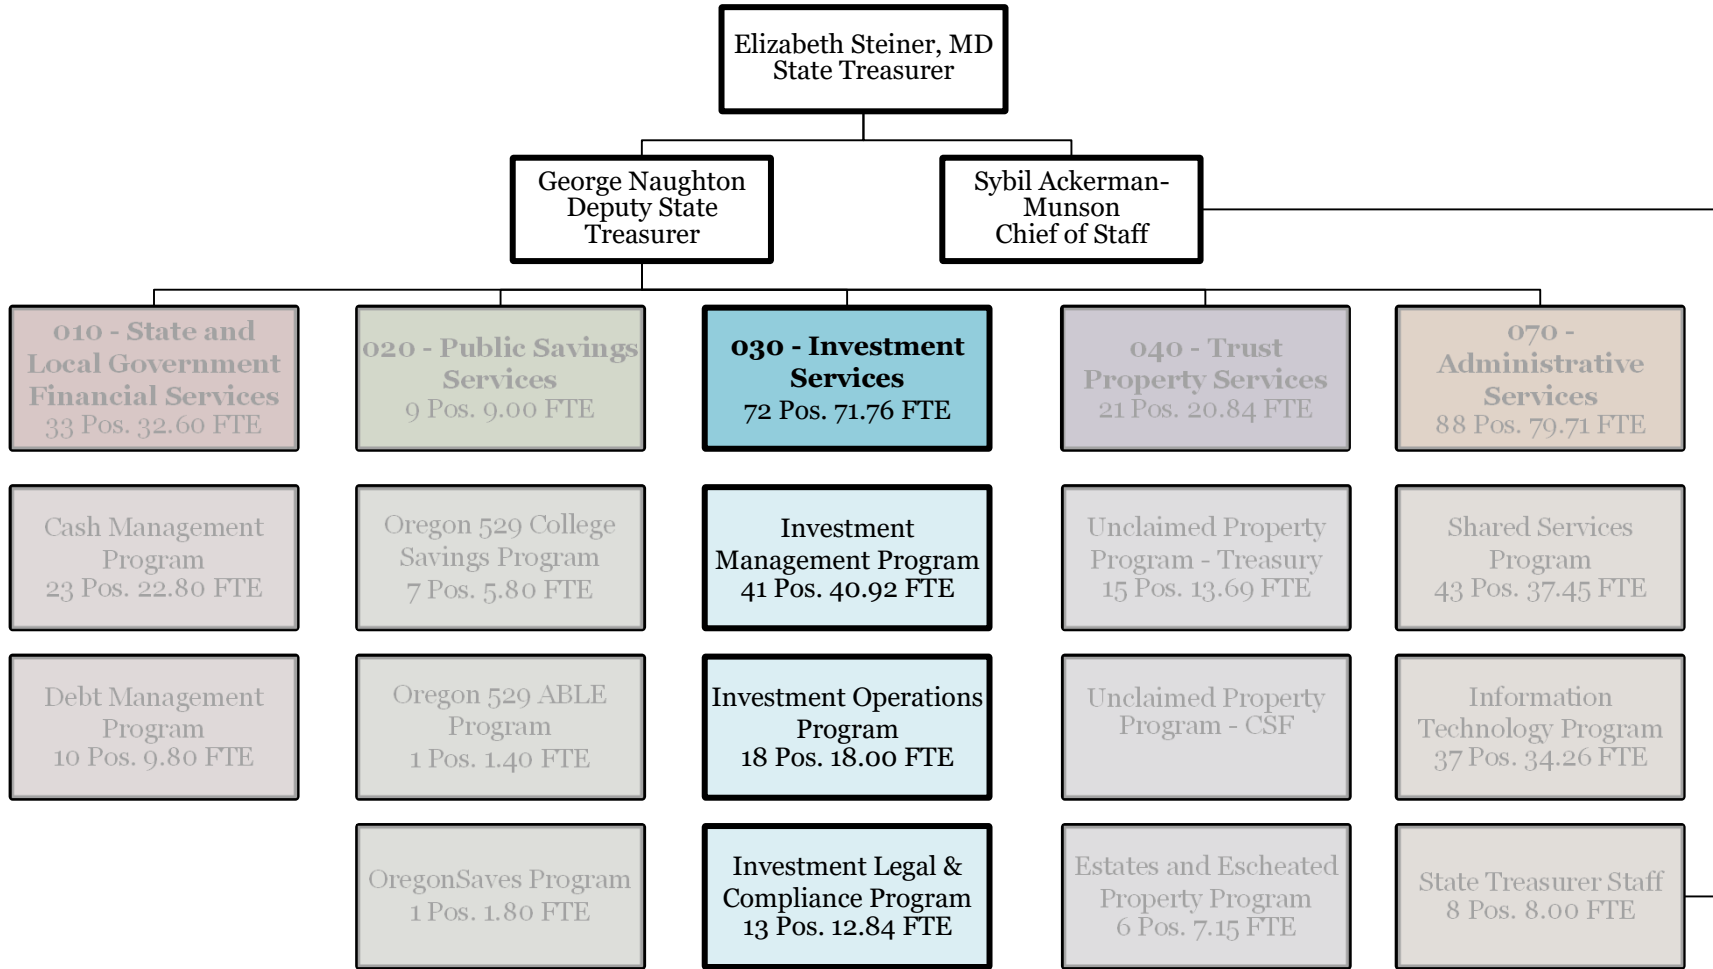 Elizabeth Steiner, MD
State Treasurer
George Naughton
Deputy State
Treasurer
Sybil Ackerman-
Munson
Chief of Staff
010 - State and
Local Government
Financial Services
33 Pos. 32.60 FTE
020 - Public Savings
Services
9 Pos. 9.00 FTE
030 - Investment
Services
72 Pos. 71.76 FTE
040 - Trust
Property Services
21 Pos. 20.84 FTE
070 -
Administrative
Services
88 Pos. 79.71 FTE
Cash Management
Program
23 Pos. 22.80 FTE
Oregon 529 College
Savings Program
7 Pos. 5.80 FTE
Investment
Management Program
41 Pos. 40.92 FTE
Unclaimed Property
Program - Treasury
15 Pos. 13.69 FTE
Shared Services
Program
43 Pos. 37.45 FTE
Debt Management
Program
10 Pos. 9.80 FTE
Oregon 529 ABLE
Program
1 Pos. 1.40 FTE
Investment Operations
Program
18 Pos. 18.00 FTE
Unclaimed Property
Program - CSF
Information
Technology Program
37 Pos. 34.26 FTE
OregonSaves Program
1 Pos. 1.80 FTE
Investment Legal &
Compliance Program
13 Pos. 12.84 FTE
Estates and Escheated
Property Program
6 Pos. 7.15 FTE
State Treasurer Staff
8 Pos. 8.00 FTE